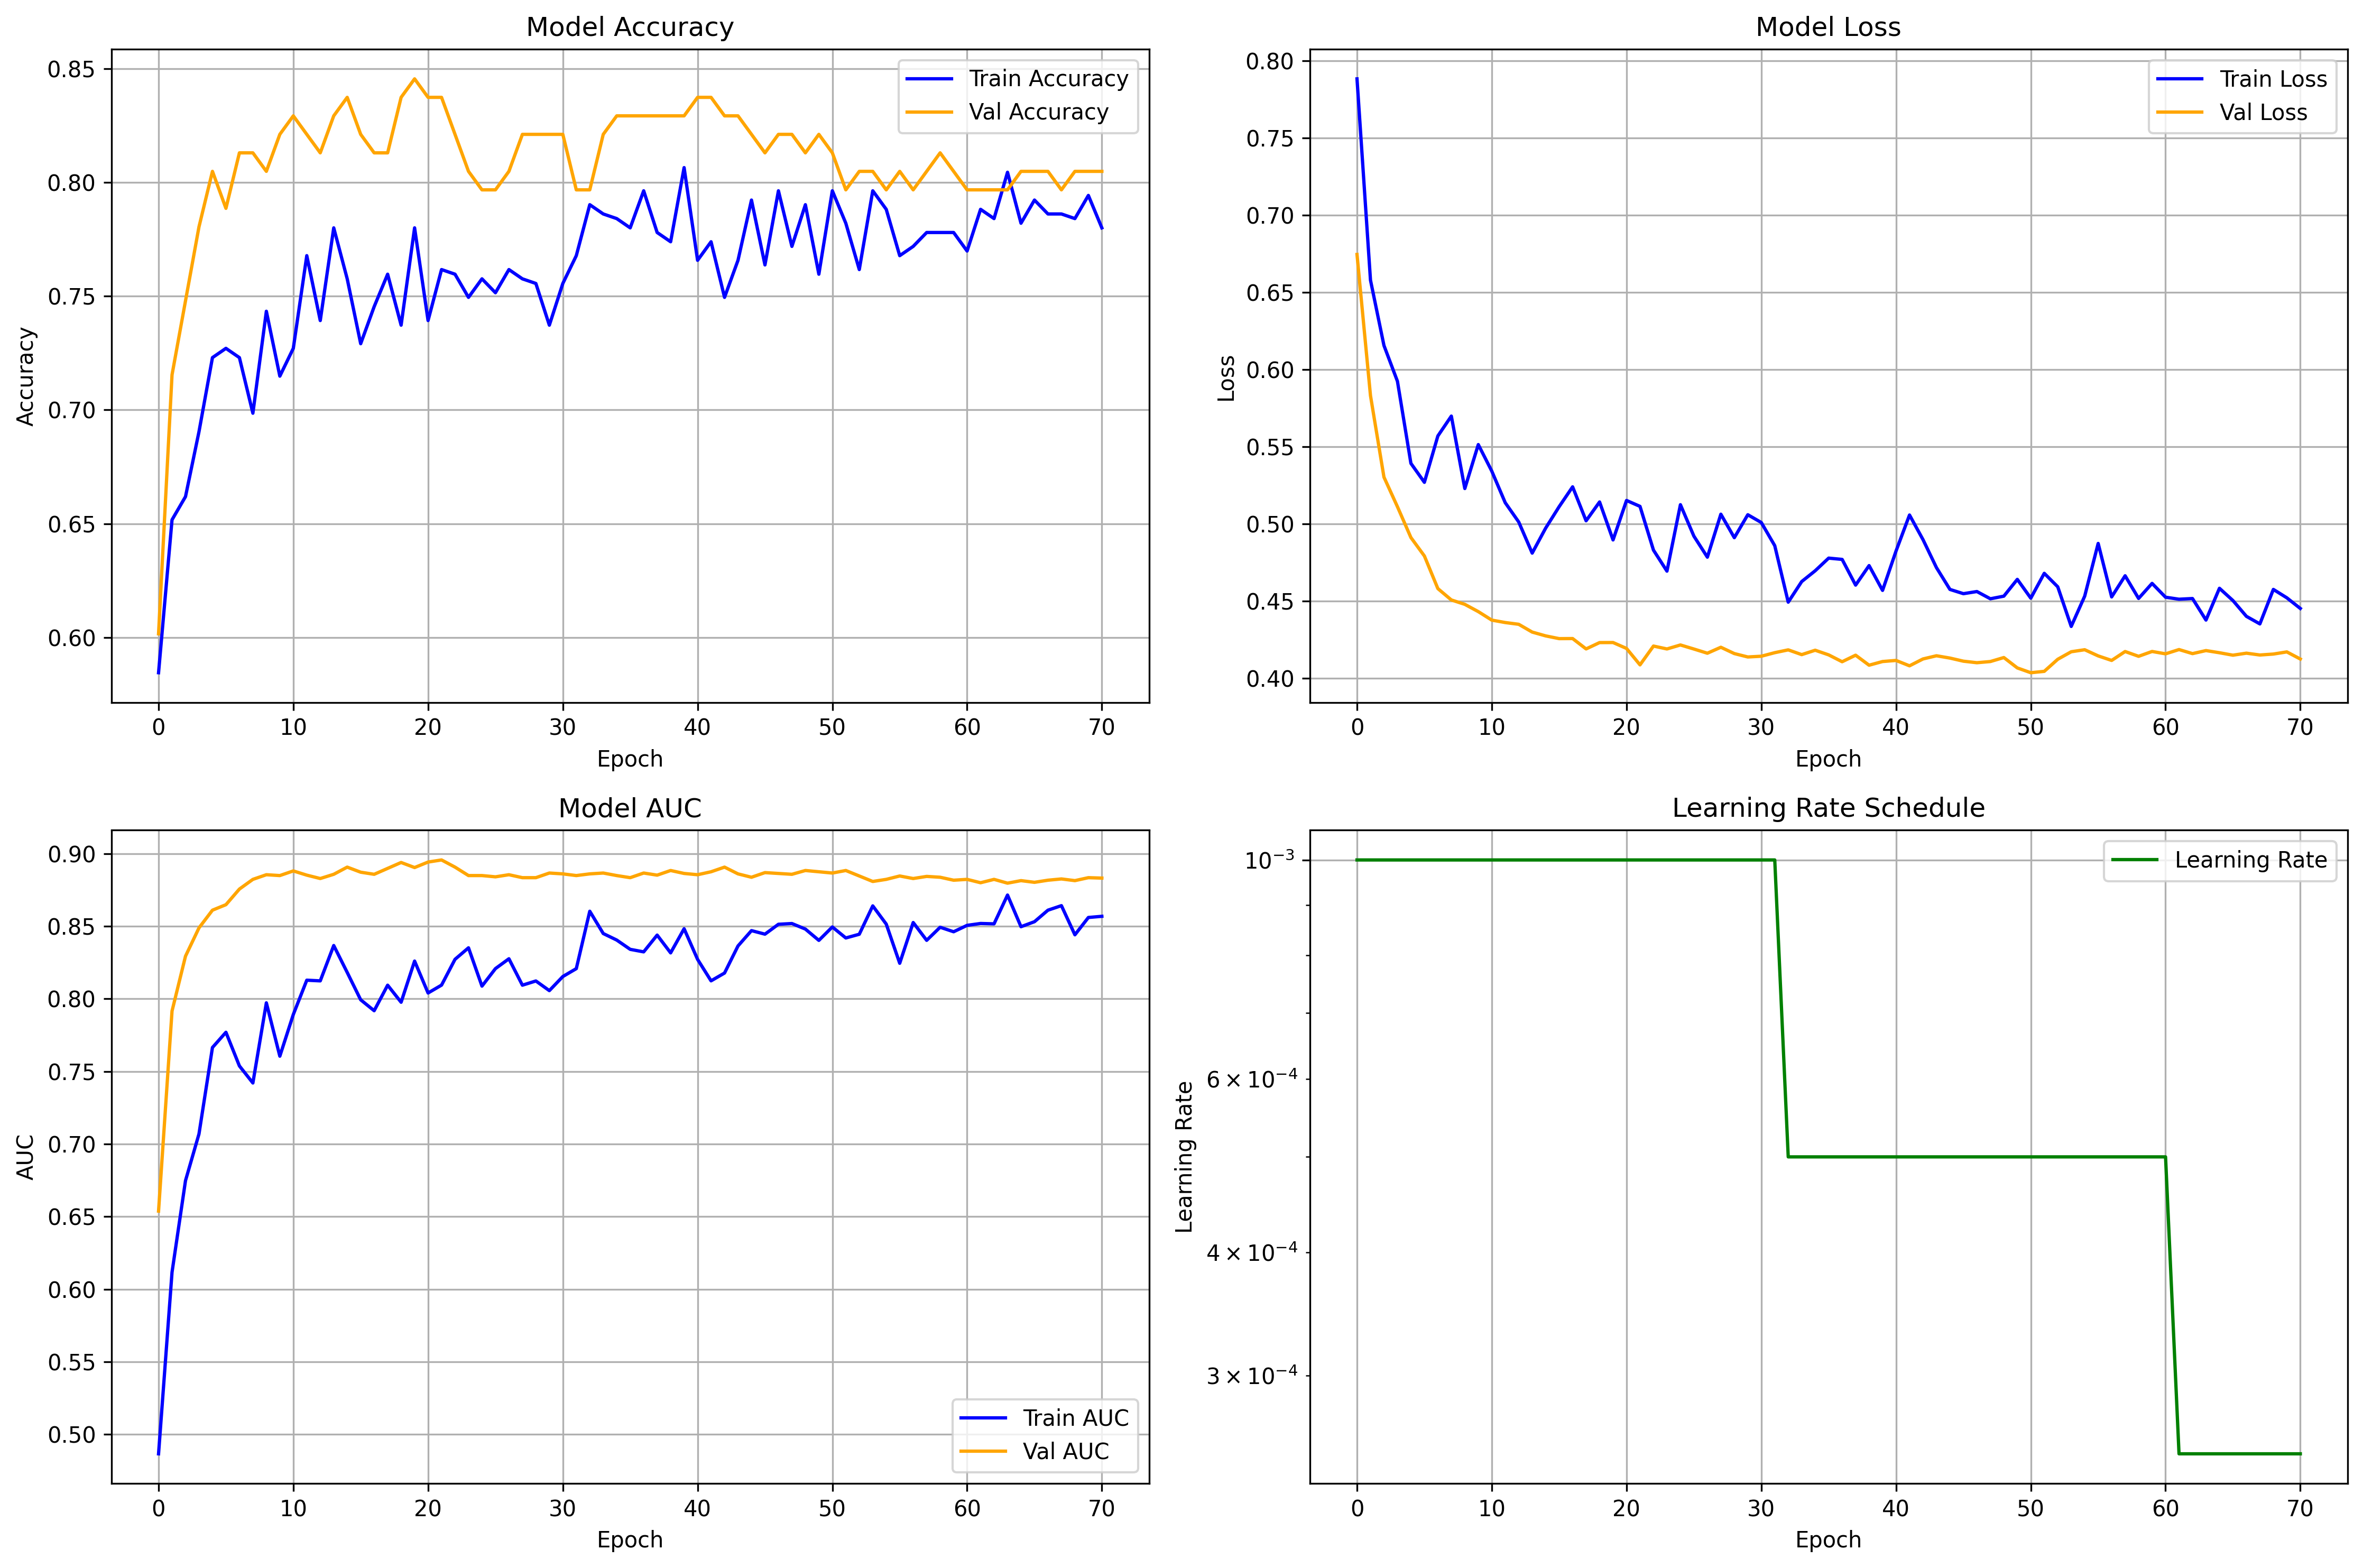 Model Accuracy
Train Accuracy
Val Accuracy
0.85
0.80
0.75
0.70
0.65
0.60
Accuracy
0 10 20 30 40 50 60 70
Epoch
Model Loss
Train Loss
Val Loss
0.80
0.75
0.70
0.65
0.60
0.55
0.50
0.45
0.40
Loss
0 10 20 30 40 50 60 70
Epoch
Model AUC
0.90
0.85
0.80
0.75
0.70
0.65
0.60
0.55
0.50
AUC
Train AUC
Val AUC
0 10 20 30 40 50 60 70
Epoch
Learning Rate Schedule
Learning Rate
10⁻³
6 × 10⁻⁴
4 × 10⁻⁴
3 × 10⁻⁴
Learning Rate
0 10 20 30 40 50 60 70
Epoch